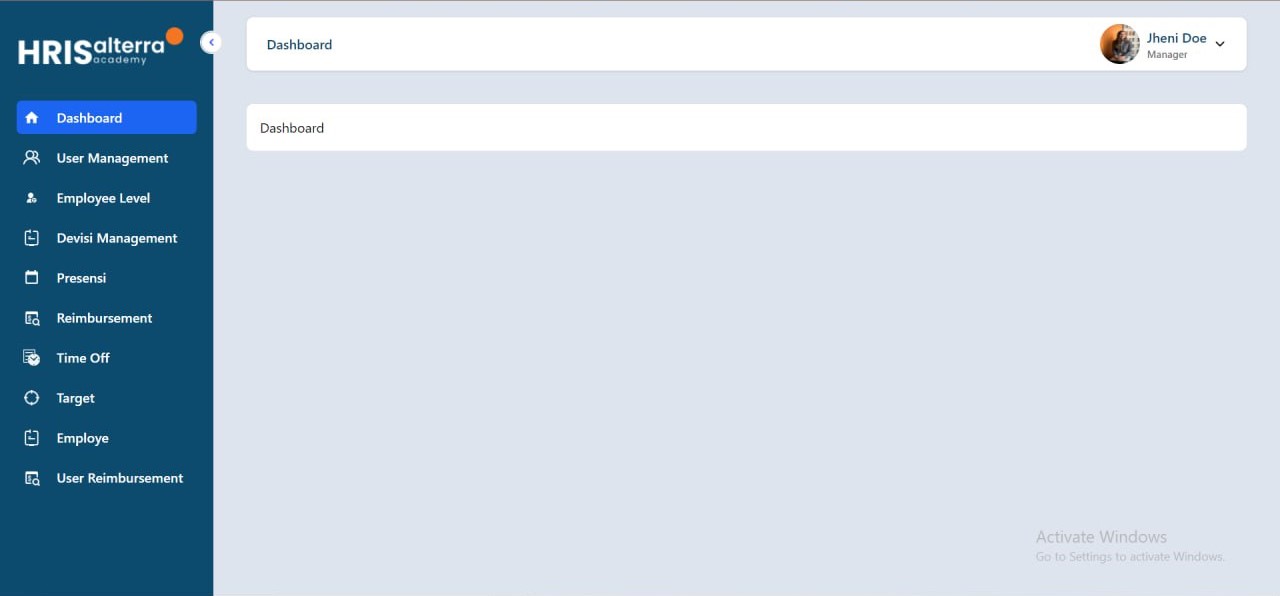 HRIS alterra
academy
Dashboard
Jheni Doe
Manager
Dashboard
Dashboard
User Management
Employee Level
Devisi Management
Presensi
Reimbursement
Time Off
Target
Employe
User Reimbursement
Activate Windows
Go to Settings to activate Windows.